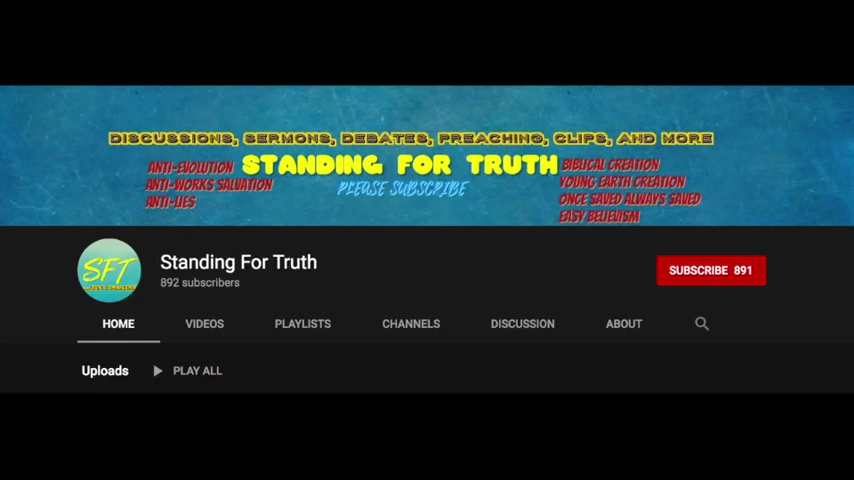 DISCUSSIONS, SERMONS, DEBATES, PREACHING, CLIPS, AND MORE
ANTI-EVOLUTION
ANTI-WORKS SALVATION
ANTI-LIES
STANDING FOR TRUTH
PLEASE SUBSCRIBE
BIBLICAL CREATION
YOUNG EARTH CREATION
ONCE SAVED ALWAYS SAVED
EASY BELIEVISM
SFT
Standing For Truth
892 subscribers
SUBSCRIBE 891
HOME VIDEOS PLAYLISTS CHANNELS DISCUSSION ABOUT
Uploads PLAY ALL